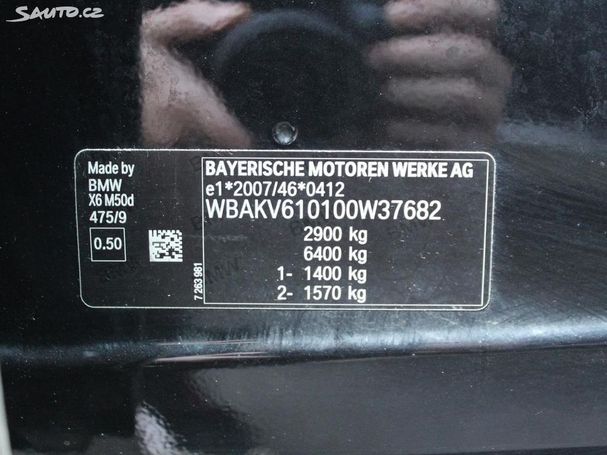 Sauto.cz
Made by
BMW
X6 M50d
475/9
0.50
7 263 981
BAYERISCHE MOTOREN WERKE AG
e1*2007/46*0412
WBAKV610100W37682
2900 kg
6400 kg
1- 1400 kg
2- 1570 kg